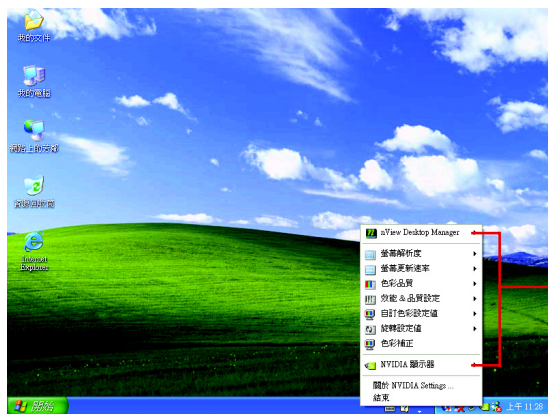 我的文件
我的電腦
網路上的芳鄰
資源回收筒
Internet
Explorer
nView Desktop Manager
螢幕解析度
螢幕更新速率
色彩品質
效能 & 品質設定
自訂色彩設定值
旋轉設定值
色彩補正
NVIDIA 顯示器
關於 NVIDIA Settings ...
結束
開始
上午 11:28